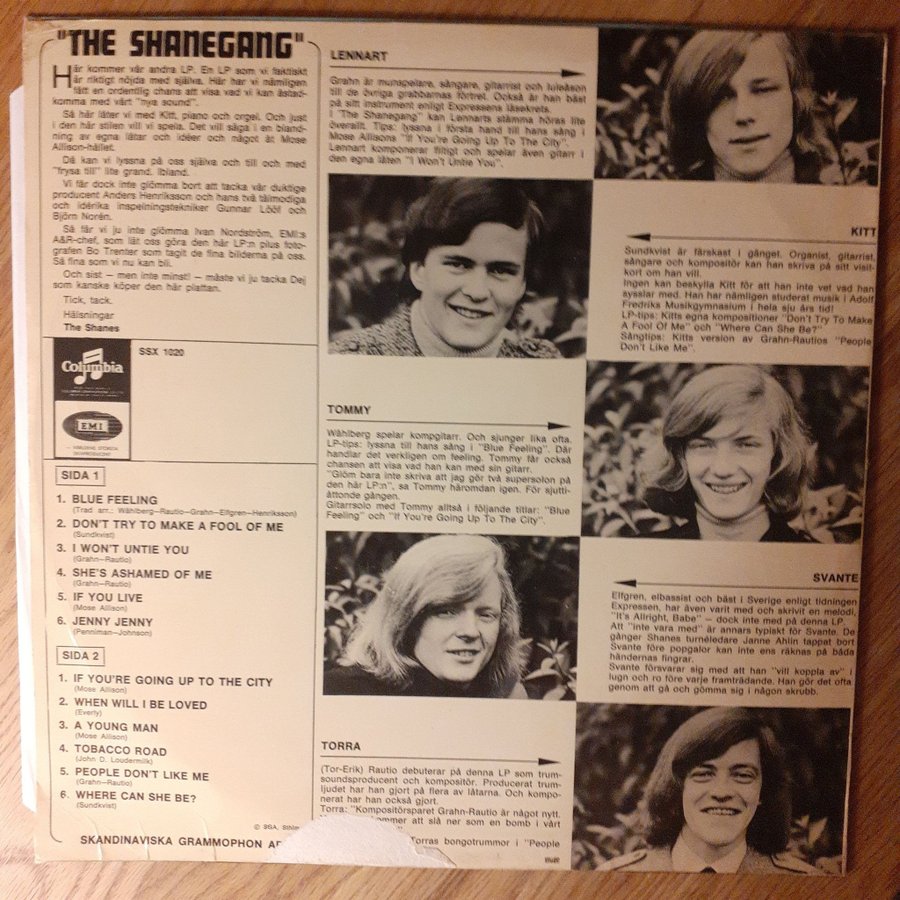 "THE SHANEGANG"
Här kommer vår andra LP. En LP som vi faktiskt
är riktigt nöjda med själva. Här har vi nämligen
fått en ordentlig chans att visa vad vi kan åstad-
komma med vårt "nya sound".
Så här låter vi med Kitt, piano och orgel. Och just
i den här stilen vill vi spela. Det vill säga i en bland-
ning av egna låtar och idéer och något åt Mose
Allison-hållet.
Då kan vi lyssna på oss själva och till och med
"frysa till" lite grand. Ibland.
Vi får dock inte glömma bort att tacka vår duktige
producent Anders Henriksson och hans två tålmodiga
och idérika inspelningstekniker Gunnar Lööf och
Björn Norén.
Så får vi ju inte glömma Ivan Nordström, EMI:s
A&R-chef, som låt oss göra den här LP:n plus foto-
grafen Bo Trenter som tagit de fina bilderna på oss.
Så fina som vi nu kan bli.
Och sist — men inte minst! — måste vi ju tacka Dej
som kanske köper den här plattan.
Tick, tack.
Hälsningar
The Shanes
Columbia
EMI
SSX 1020
SIDA 1
1. BLUE FEELING
(Trad arr.: Wåhlberg—Rautio—Grahn—Elfgren—Henriksson)
2. DON'T TRY TO MAKE A FOOL OF ME
(Sundkvist)
3. I WON'T UNTIE YOU
(Grahn—Rautio)
4. SHE'S ASHAMED OF ME
(Grahn—Rautio)
5. IF YOU LIVE
(Mose Allison)
6. JENNY JENNY
(Penniman—Johnson)
SIDA 2
1. IF YOU'RE GOING UP TO THE CITY
(Mose Allison)
2. WHEN WILL I BE LOVED
(Everly)
3. A YOUNG MAN
(Mose Allison)
4. TOBACCO ROAD
(John D. Loudermilk)
5. PEOPLE DON'T LIKE ME
(Grahn—Rautio)
6. WHERE CAN SHE BE?
(Sundkvist)
SKANDINAVISKA GRAMMOPHON
LENNART
Grahn är munspelare, sångare, gitarrist och luleåson
till de övriga grabbarnas förtret. Också är han bäst
på sitt instrument enligt Expressens läsekrets.
I "The Shanegang" kan Lennarts stämma höras lite
överallt. Tips: lyssna i första hand till hans sång i
Mose Allisons "If You're Going Up To The City".
Lennart komponerar flitigt och spelar även gitarr i
den egna låten "I Won't Untie You".
KITT
Sundkvist är färskast i gänget. Organist, gitarrist,
sångare och kompositör kan han skriva på sitt visit-
kort om han vill.
Ingen kan beskylla Kitt för att han inte vet vad han
sysslar med. Han har nämligen studerat musik i Adolf
Fredriks Musikgymnasium i hela sju års tid!
LP-tips: Kitts egna kompositioner "Don't Try To Make
A Fool Of Me" och "Where Can She Be?"
Sångtips: Kitts version av Grahn-Rautios "People
Don't Like Me".
TOMMY
Wåhlberg spelar kompgitarr. Och sjunger lika ofta.
LP-tips: lyssna till hans sång i "Blue Feeling". Där
handlar det verkligen om feeling. Tommy får också
chansen att visa vad han kan med sin gitarr.
"Glöm bara inte skriva att jag gör två supersolon på
den här LP:n", sa Tommy häromdan igen. För sjutti-
åttonde gången.
Gitarrsolo med Tommy alltså i följande titlar: "Blue
Feeling" och "If You're Going Up To The City".
SVANTE
Elfgren, elbassist och bäst i Sverige enligt tidningen
Expressen, har även varit med och skrivit en melodi,
"It's Allright, Babe" — dock inte med på denna LP.
Att "inte vara med" är annars typiskt för Svante. De
gånger Shanes turnéledare Janne Ahlin tappat bort
Svante före popgalor kan inte ens räknas på båda
händernas fingrar.
Svante försvarar sig med att han "vill koppla av" i
lugn och ro före varje framträdande. Han gör det ofta
genom att gå och gömma sig i någon skrubb.
TORRA
(Tor-Erik) Rautio debuterar på denna LP som trum-
soundsproducent och kompositör. Producerat trum-
ljudet har han gjort på flera av låtarna. Och kompo-
nerat har han också gjort.
Torra: "Kompositörsparet Grahn-Rautio är något nytt.
ommer att slå ner som en bomb i vårt
Torras bongotrummor i "People